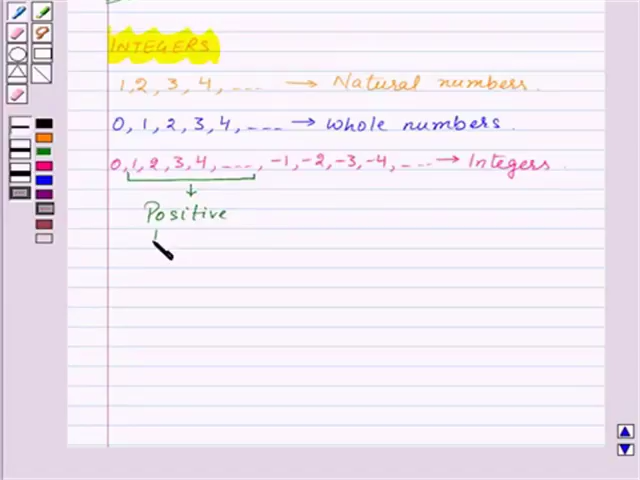 INTEGERS
1, 2, 3, 4, .... → Natural numbers.
0, 1, 2, 3, 4, .... → Whole numbers.
0, 1, 2, 3, 4, ...., -1, -2, -3, -4, .... → Integers.
↓
Positive